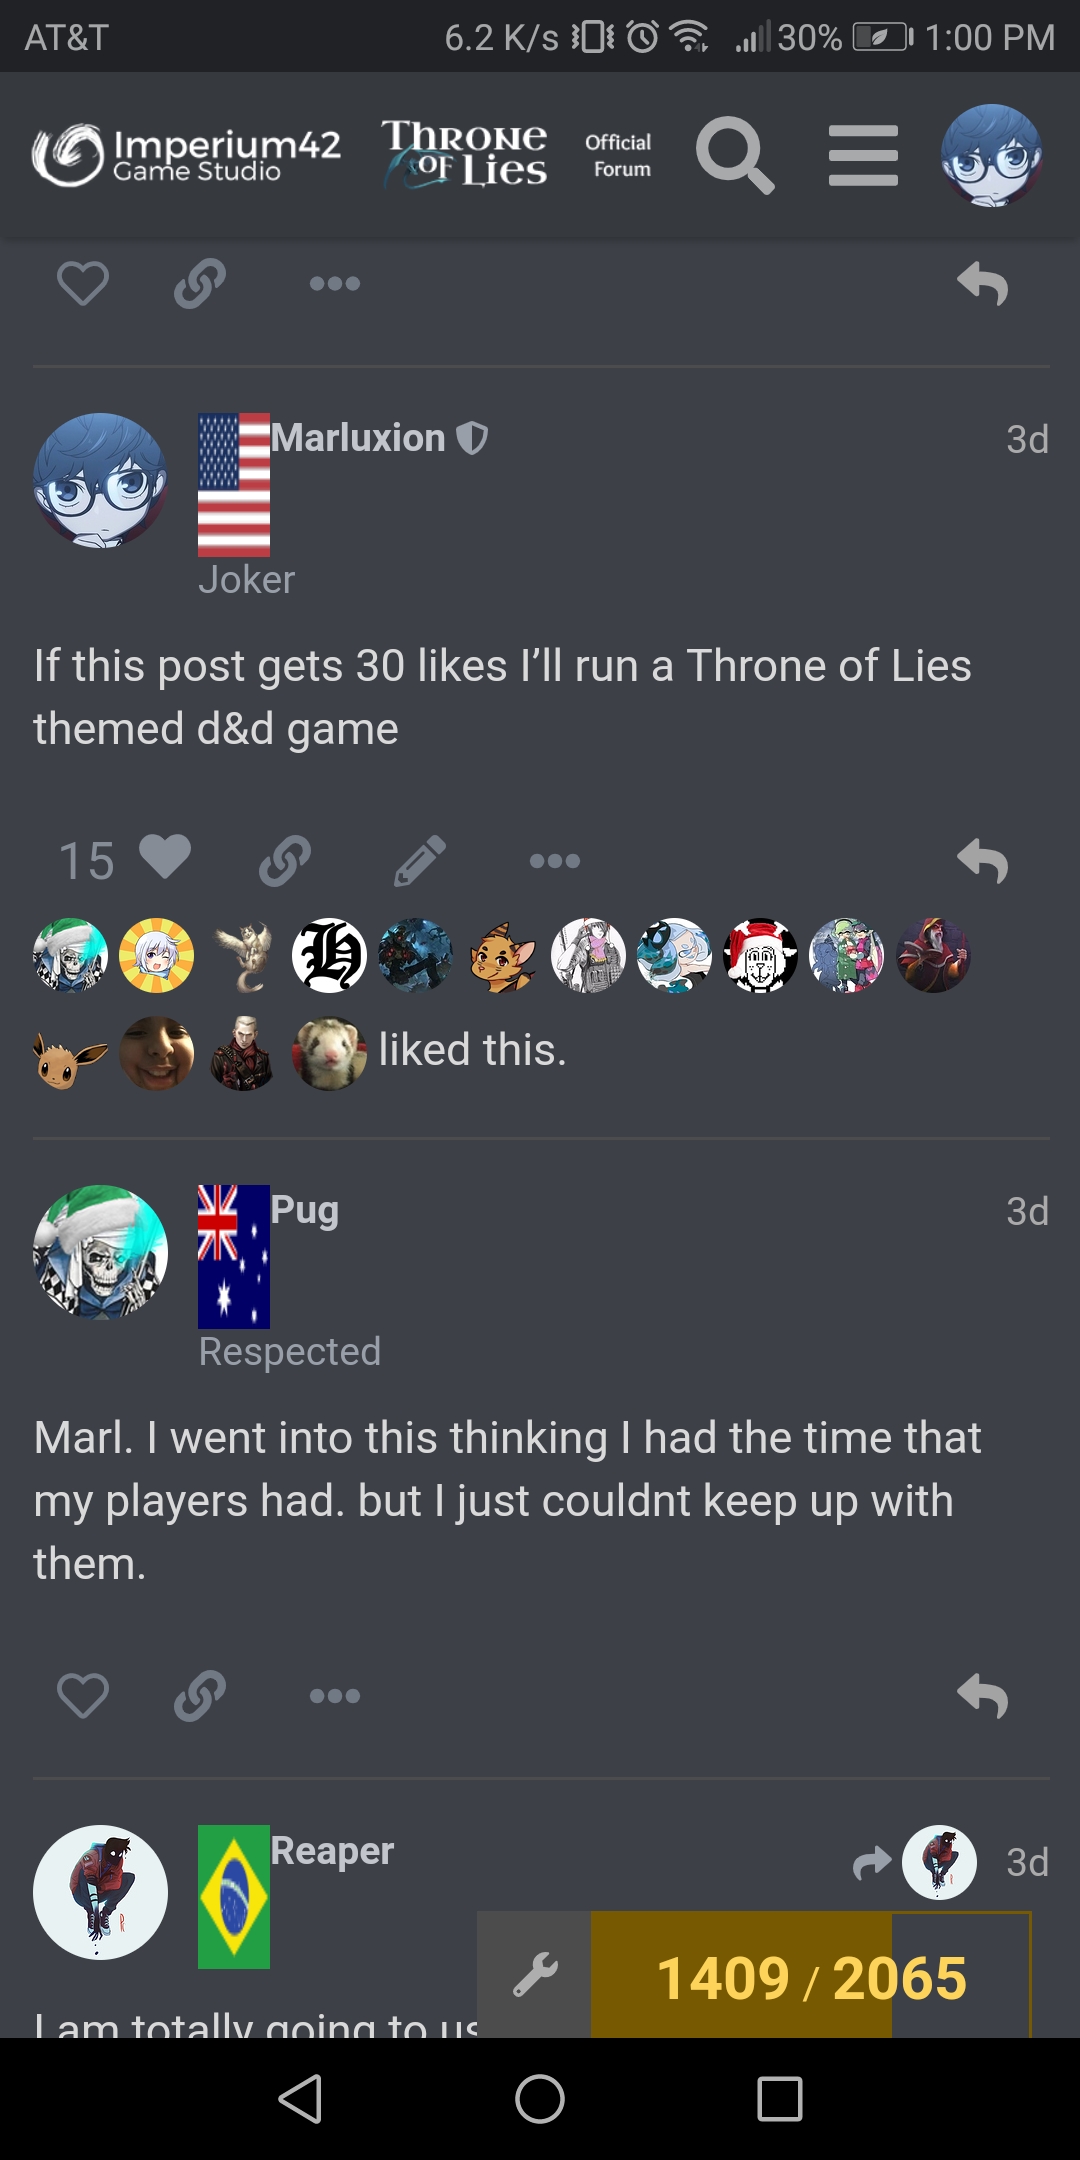 AT&T 6.2 K/s 30% 1:00 PM
Imperium42
Game Studio
THRONE
OF LIES
Official
Forum
Marluxion 3d
Joker
If this post gets 30 likes I’ll run a Throne of Lies
themed d&d game
15
liked this.
Pug 3d
Respected
Marl. I went into this thinking I had the time that
my players had. but I just couldnt keep up with
them.
Reaper 3d
1409 / 2065
I am totally going to us